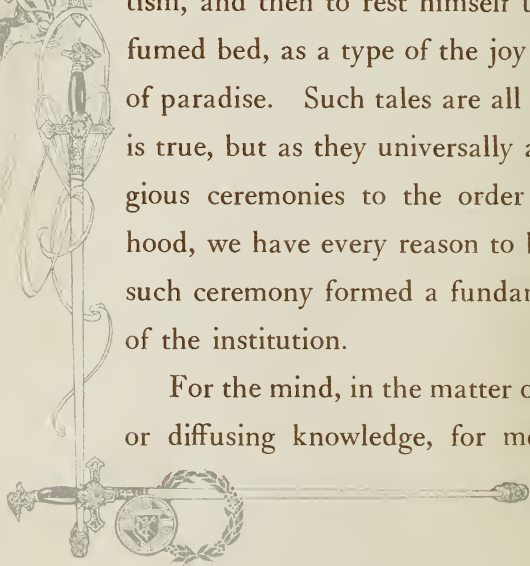 tism, and then to rest himself
fumed bed, as a type of the joy
of paradise. Such tales are all
is true, but as they universally a
gious ceremonies to the order
hood, we have every reason to
such ceremony formed a fundam
of the institution.
For the mind, in the matter o
or diffusing knowledge, for mo